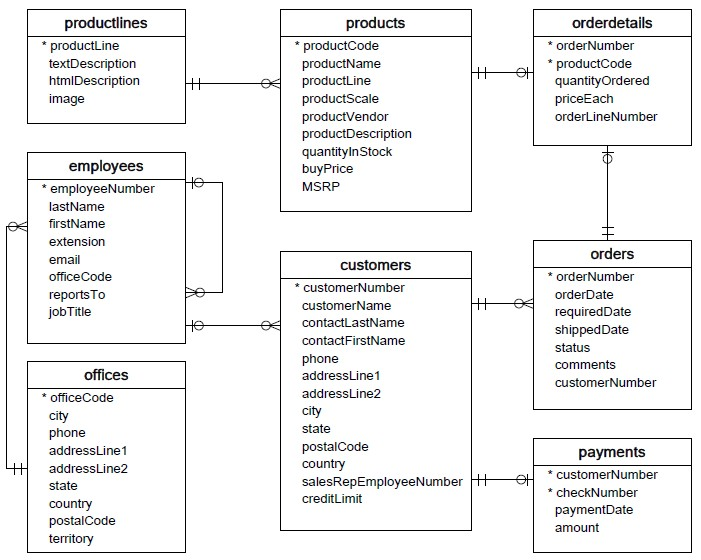 productlines
* productLine
textDescription
htmlDescription
image
products
* productCode
productName
productLine
productScale
productVendor
productDescription
quantityInStock
buyPrice
MSRP
orderdetails
* orderNumber
* productCode
quantityOrdered
priceEach
orderLineNumber
employees
* employeeNumber
lastName
firstName
extension
email
officeCode
reportsTo
jobTitle
customers
* customerNumber
customerName
contactLastName
contactFirstName
phone
addressLine1
addressLine2
city
state
postalCode
country
salesRepEmployeeNumber
creditLimit
orders
* orderNumber
orderDate
requiredDate
shippedDate
status
comments
customerNumber
offices
* officeCode
city
phone
addressLine1
addressLine2
state
country
postalCode
territory
payments
* customerNumber
* checkNumber
paymentDate
amount